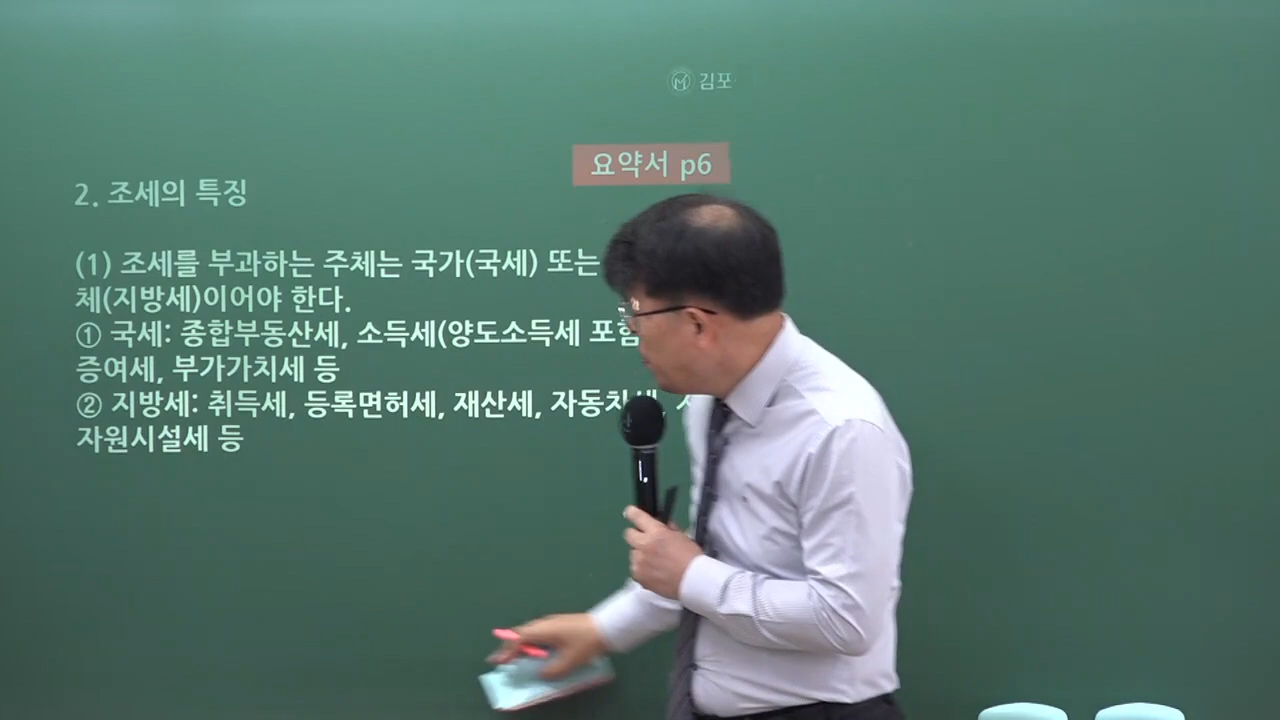 김포
요약서 p6
2. 조세의 특징
(1) 조세를 부과하는 주체는 국가(국세) 또는
체(지방세)이어야 한다.
① 국세: 종합부동산세, 소득세(양도소득세 포함
증여세, 부가가치세 등
② 지방세: 취득세, 등록면허세, 재산세, 자동차세,
자원시설세 등